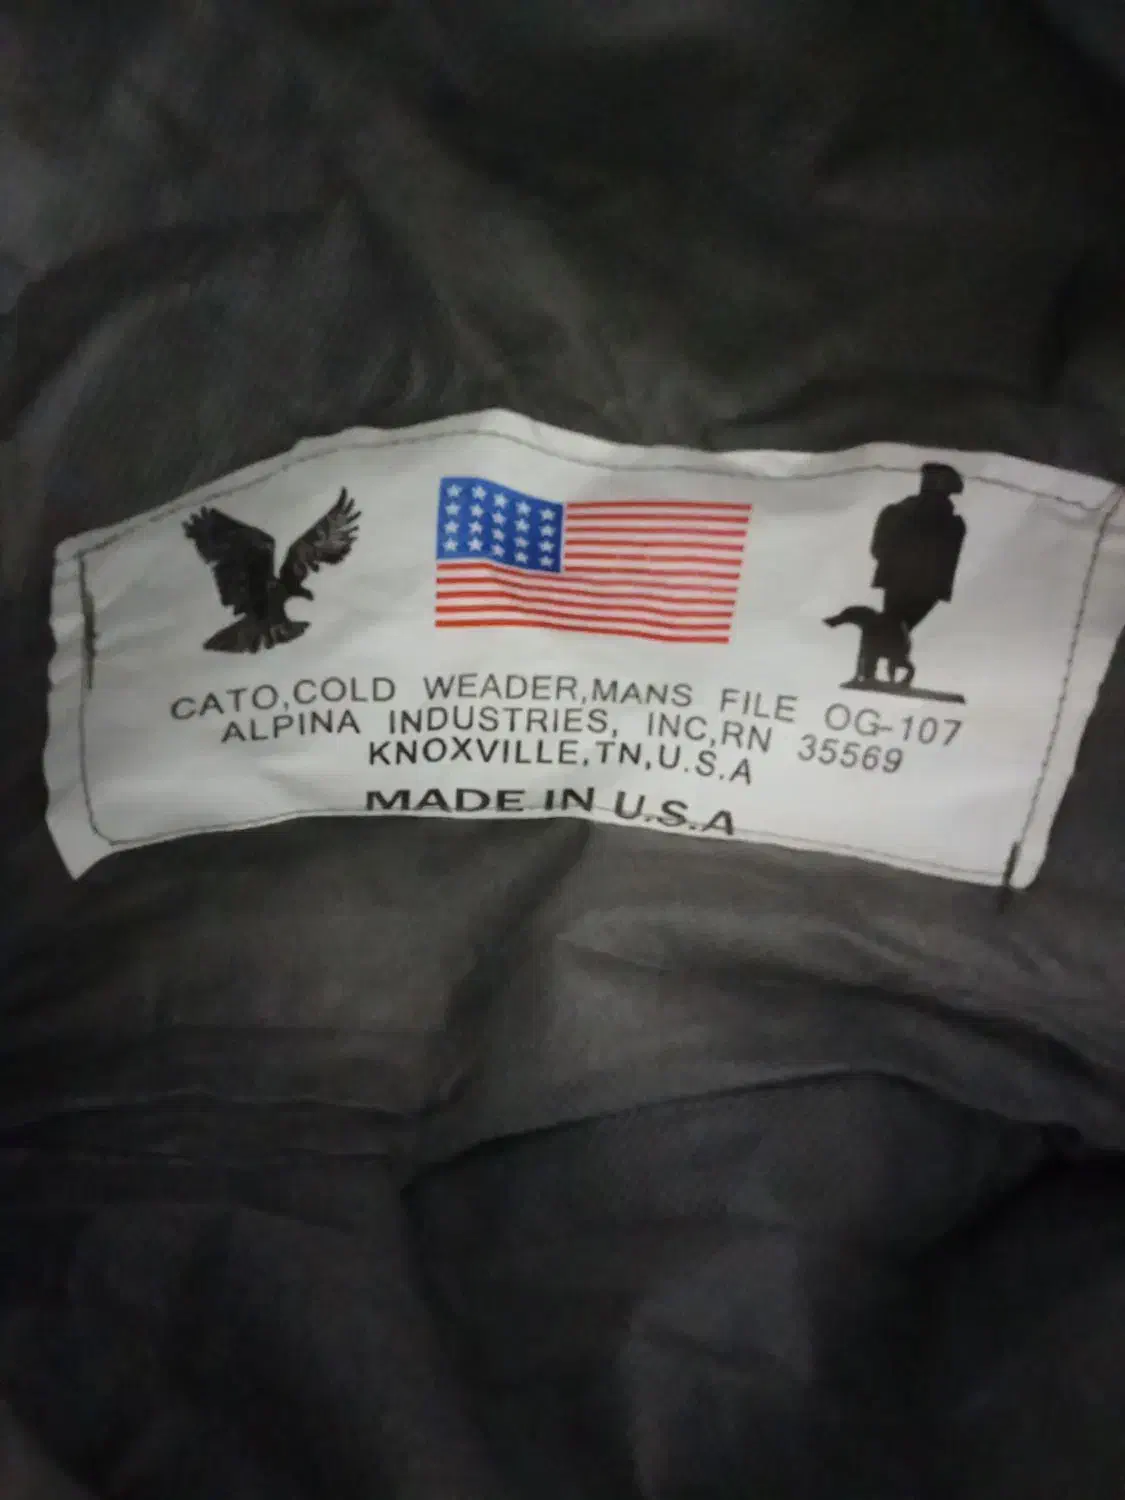 CATO,COLD WEADER,MANS FILE OG-107
ALPINA INDUSTRIES, INC,RN 35569
KNOXVILLE,TN,U.S.A
MADE IN U.S.A